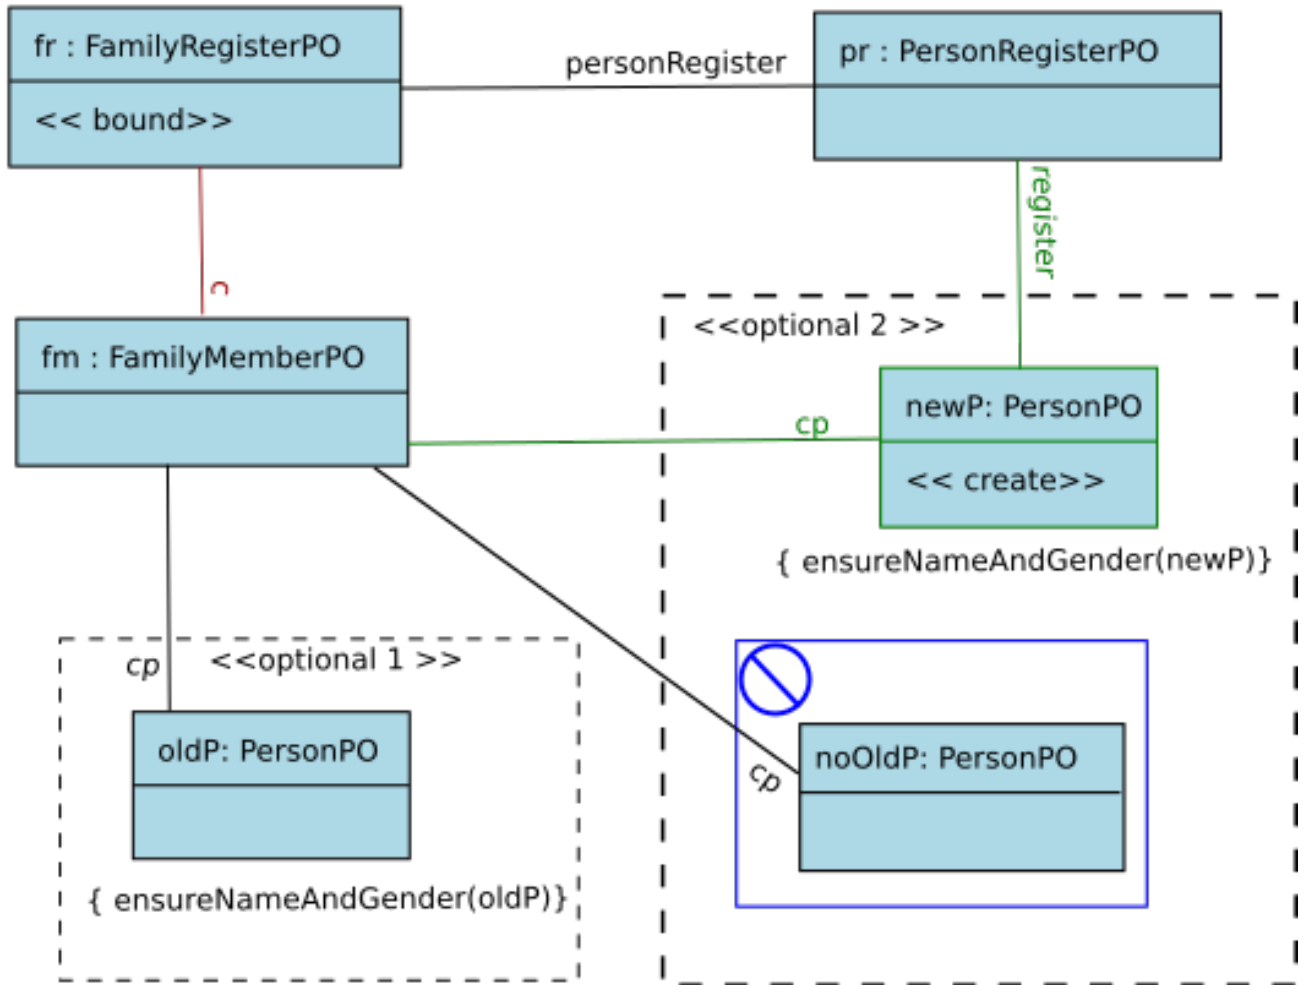 fr : FamilyRegisterPO
<< bound>>
personRegister
pr : PersonRegisterPO
register
c
fm : FamilyMemberPO
<<optional 2 >>
cp
newP: PersonPO
<< create>>
{ ensureNameAndGender(newP)}
cp
<<optional 1 >>
oldP: PersonPO
{ ensureNameAndGender(oldP)}
cp
noOldP: PersonPO